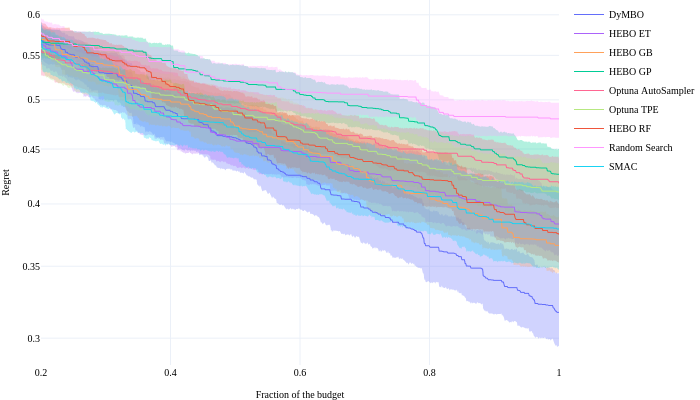 0.6
0.55
0.5
0.45
0.4
0.35
0.3
Regret
0.2
0.4
0.6
0.8
1
Fraction of the budget
DyMBO
HEBO ET
HEBO GB
HEBO GP
Optuna AutoSampler
Optuna TPE
HEBO RF
Random Search
SMAC